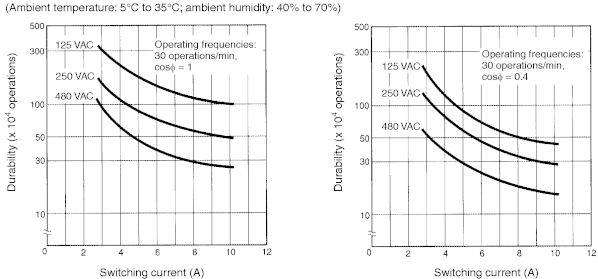 (Ambient temperature: 5°C to 35°C; ambient humidity: 40% to 70%)
Durability (x 10⁴ operations)
500
300
100
50
30
10
125 VAC
250 VAC
480 VAC
Operating frequencies:
30 operations/min,
cosϕ = 1
0
2
4
6
8
10
12
Switching current (A)
Durability (x 10⁴ operations)
500
300
100
50
30
10
125 VAC
250 VAC
480 VAC
Operating frequencies:
30 operations/min,
cosϕ = 0.4
0
2
4
6
8
10
12
Switching current (A)